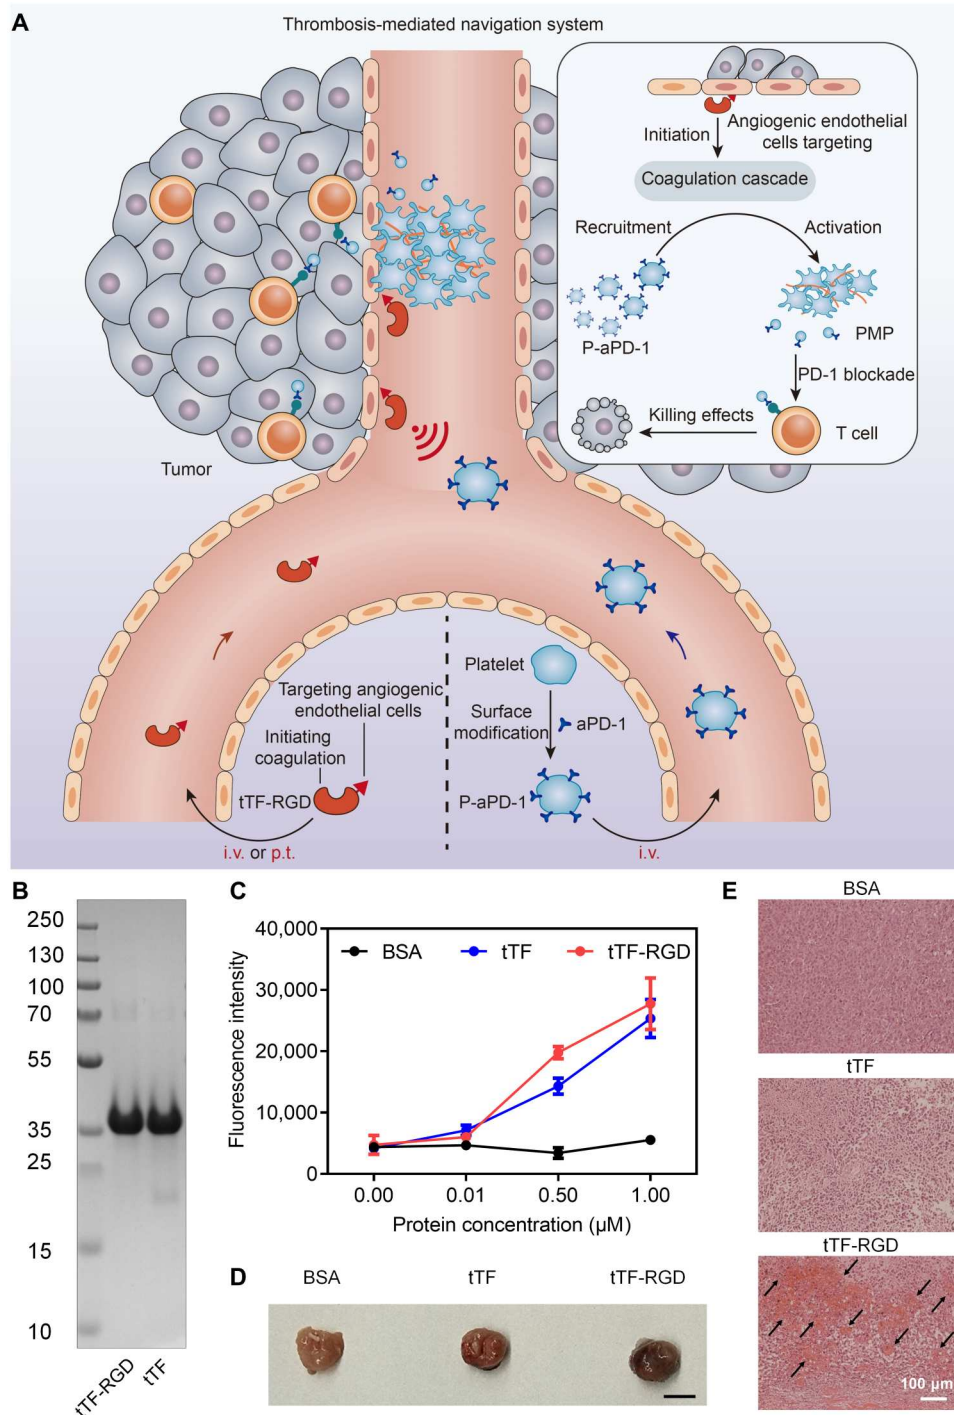 A
Thrombosis-mediated navigation system
Initiation
Angiogenic endothelial
cells targeting
Coagulation cascade
Recruitment
Activation
P-aPD-1
PMP
PD-1 blockade
Killing effects
T cell
Tumor
Targeting angiogenic
endothelial cells
Initiating
coagulation
tTF-RGD
i.v. or p.t.
Platelet
Surface
modification
aPD-1
P-aPD-1
i.v.
B
250
130
100
70
55
35
25
15
10
tTF-RGD
tTF
C
40,000
30,000
20,000
10,000
0
Fluorescence intensity
BSA
tTF
tTF-RGD
0.00
0.01
0.50
1.00
Protein concentration (µM)
D
BSA
tTF
tTF-RGD
E
BSA
tTF
tTF-RGD
100 µm